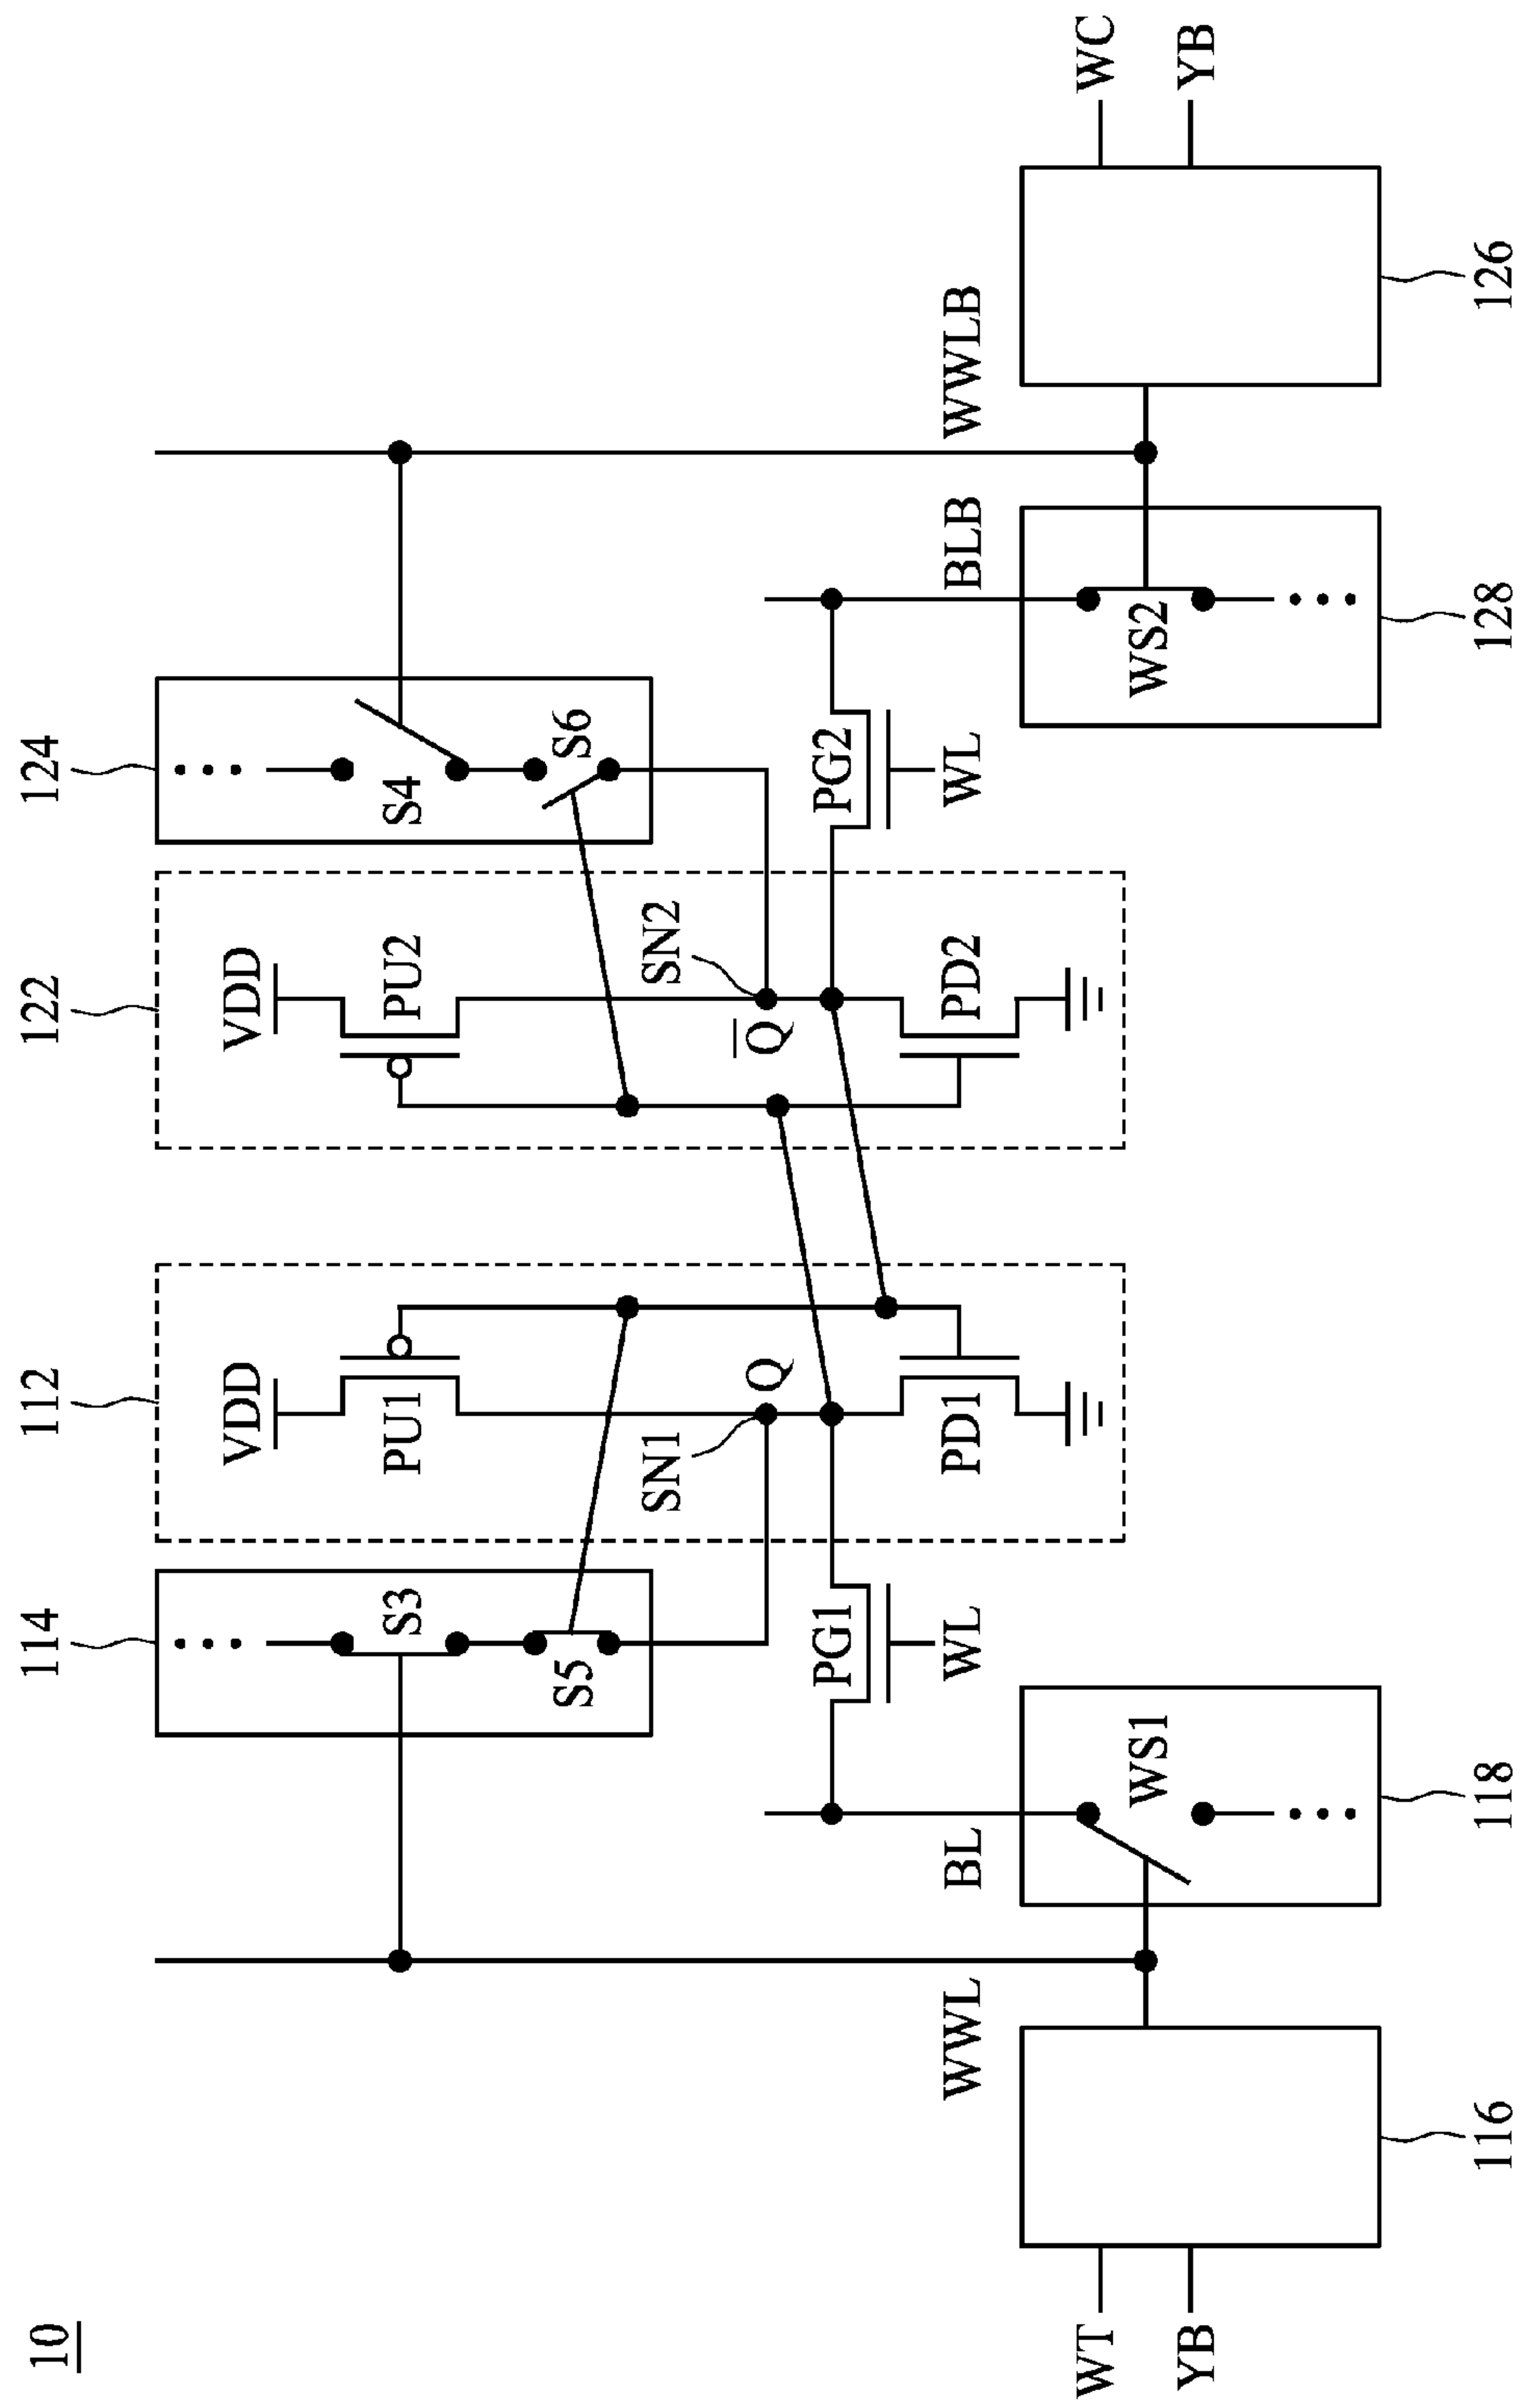 10
114
112
122
124
VDD
VDD
S3
PU1
PU2
S4
S5
S6
SN1
SN2
Q
Q̅
PG1
PG2
BL
WL
PD1
PD2
WL
BLB
WWL
WWLB
WT
YB
WS1
WS2
WC
YB
116
118
128
126